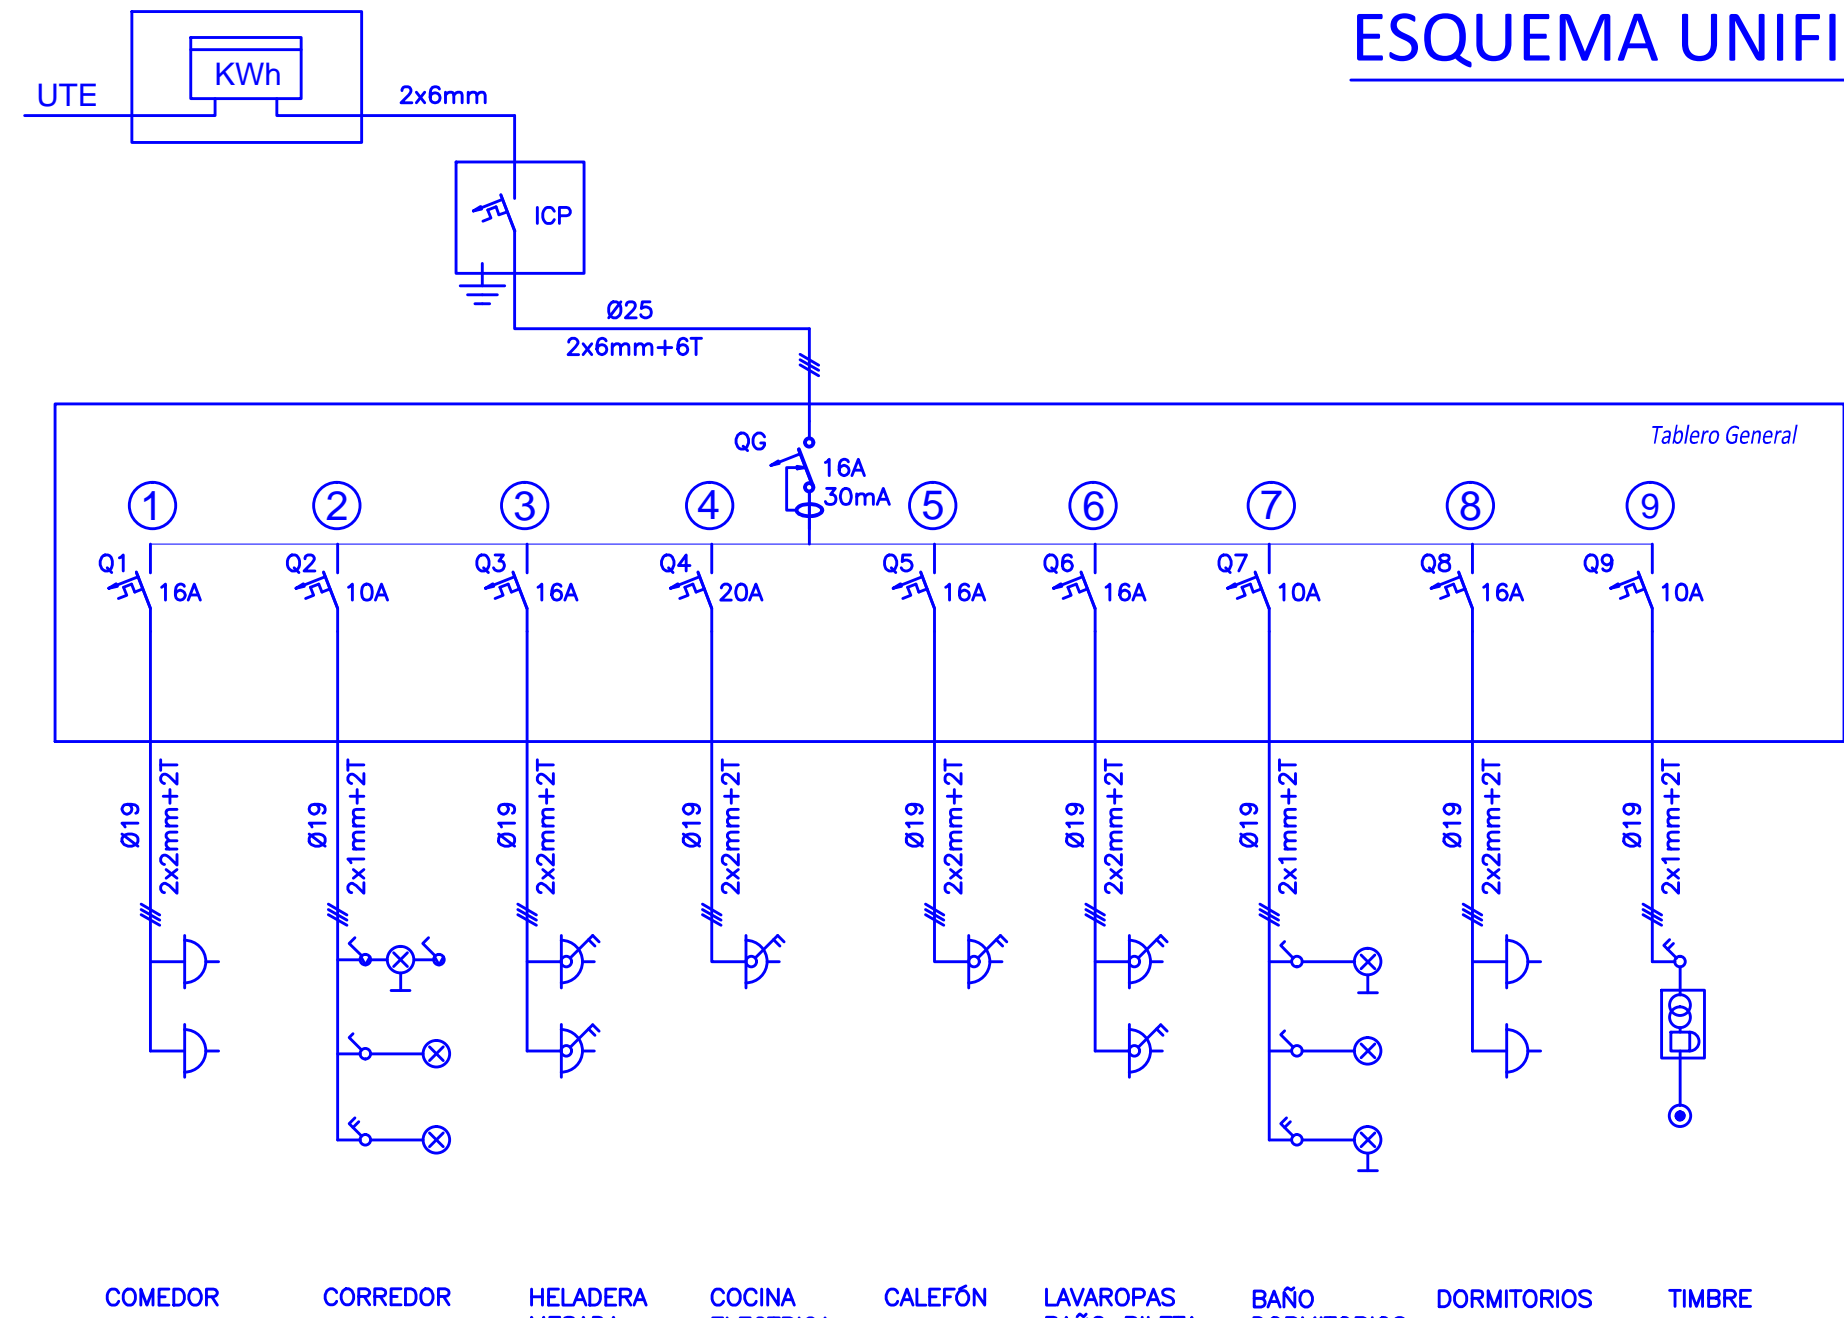 ESQUEMA UNIFI
UTE
KWh
2x6mm
ICP
Ø25
2x6mm+6T
Tablero General
QG
16A
30mA
1 2 3 4 5 6 7 8 9
Q1 Q2 Q3 Q4 Q5 Q6 Q7 Q8 Q9
16A 10A 16A 20A 16A 16A 10A 16A 10A
Ø19 2x2mm+2T
Ø19 2x1mm+2T
Ø19 2x2mm+2T
Ø19 2x2mm+2T
Ø19 2x2mm+2T
Ø19 2x2mm+2T
Ø19 2x1mm+2T
Ø19 2x2mm+2T
Ø19 2x1mm+2T
COMEDOR CORREDOR HELADERA COCINA CALEFÓN LAVAROPAS BAÑO DORMITORIOS TIMBRE